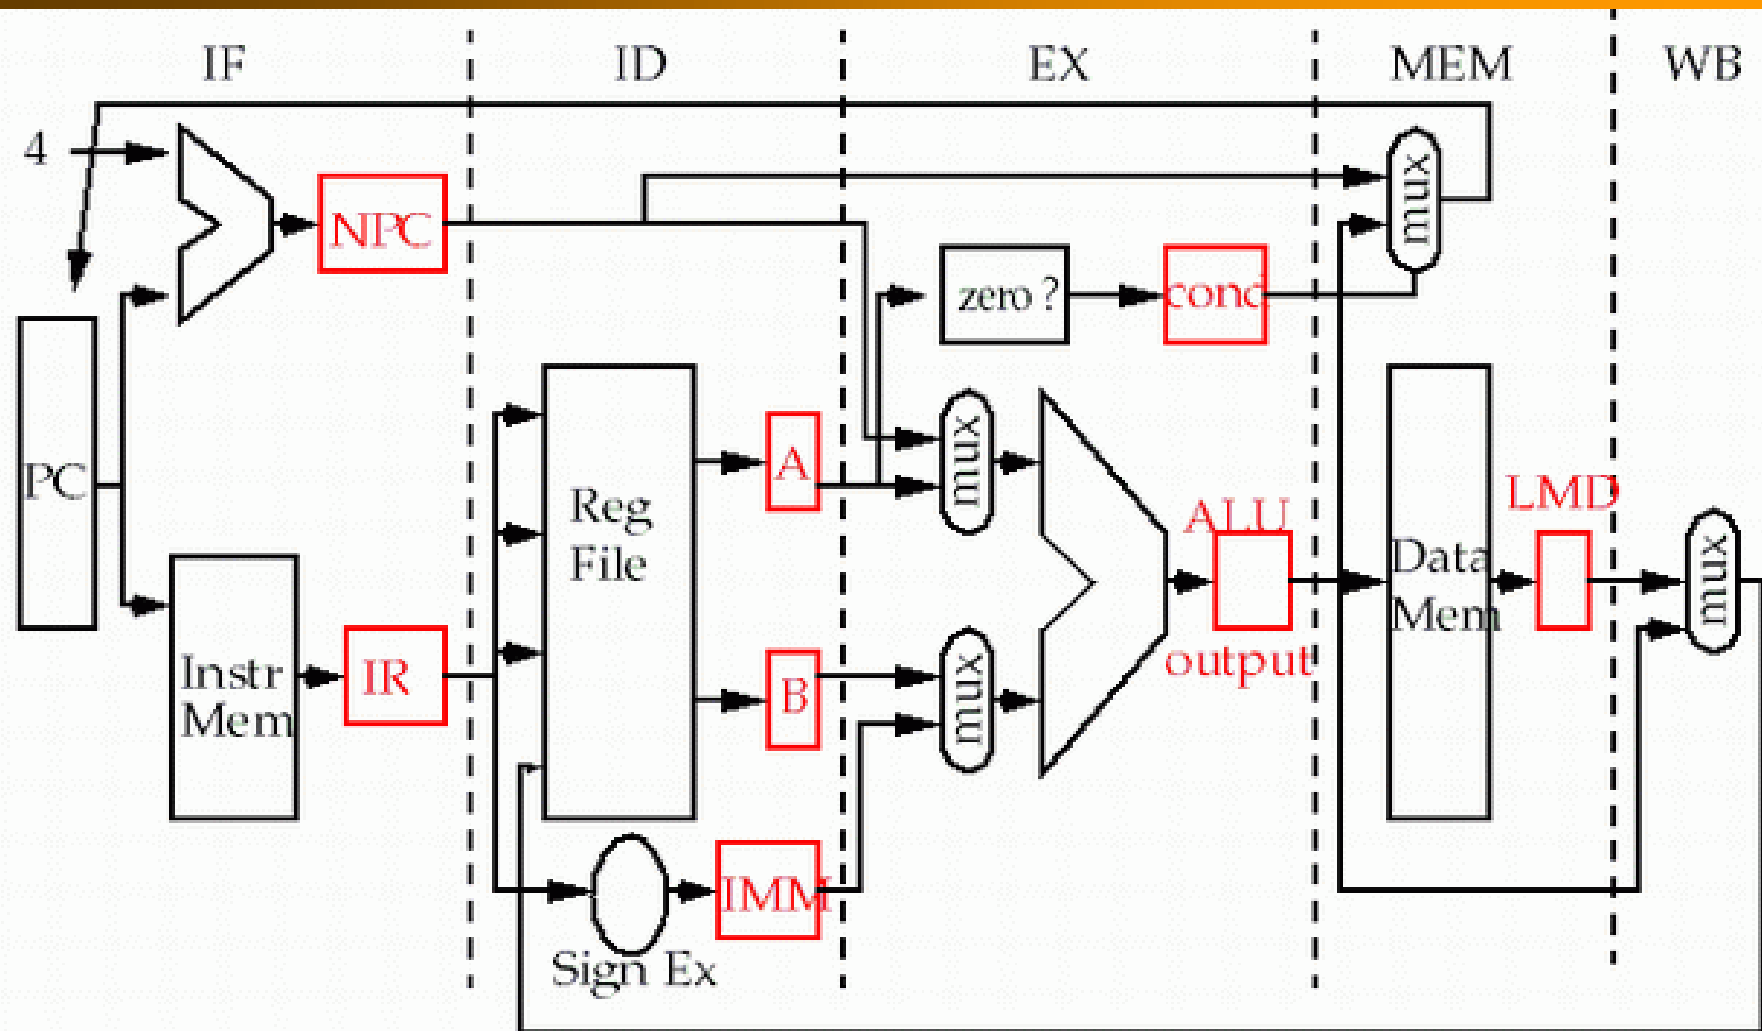 IF
ID
EX
MEM
WB
4
NPC
mux
zero ?
cond
PC
Reg
File
A
mux
ALU
output
LMD
Data
Mem
mux
Instr
Mem
IR
B
mux
IMM
Sign Ex